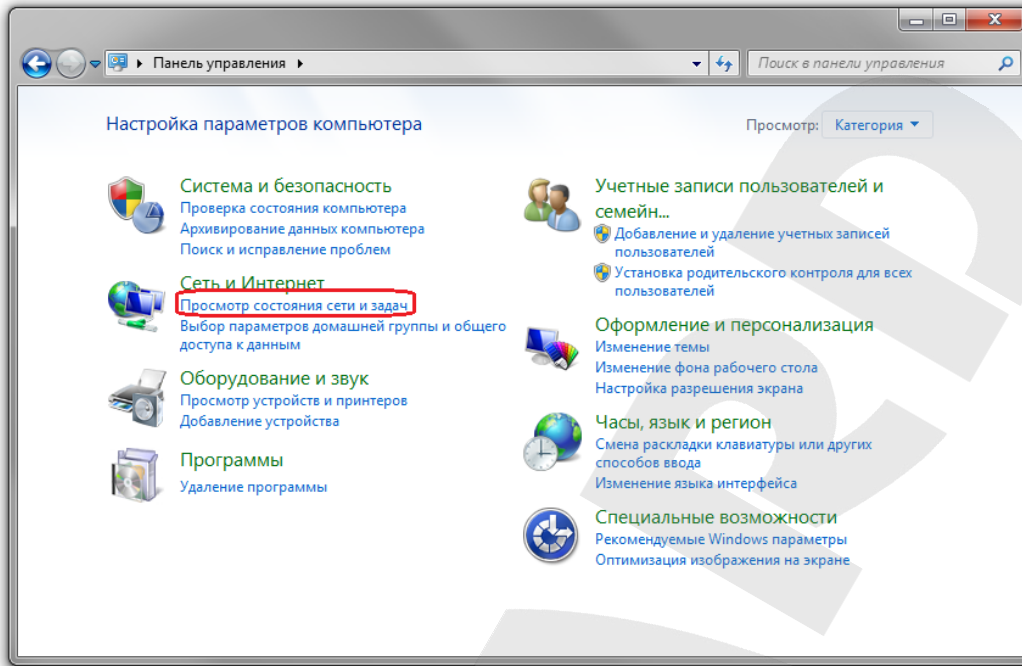 Панель управления
Поиск в панели управления
Настройка параметров компьютера
Просмотр: Категория
Система и безопасность
Проверка состояния компьютера
Архивирование данных компьютера
Поиск и исправление проблем
Сеть и Интернет
Просмотр состояния сети и задач
Выбор параметров домашней группы и общего
доступа к данным
Оборудование и звук
Просмотр устройств и принтеров
Добавление устройства
Программы
Удаление программы
Учетные записи пользователей и
семейн...
Добавление и удаление учетных записей
пользователей
Установка родительского контроля для всех
пользователей
Оформление и персонализация
Изменение темы
Изменение фона рабочего стола
Настройка разрешения экрана
Часы, язык и регион
Смена раскладки клавиатуры или других
способов ввода
Изменение языка интерфейса
Специальные возможности
Рекомендуемые Windows параметры
Оптимизация изображения на экране